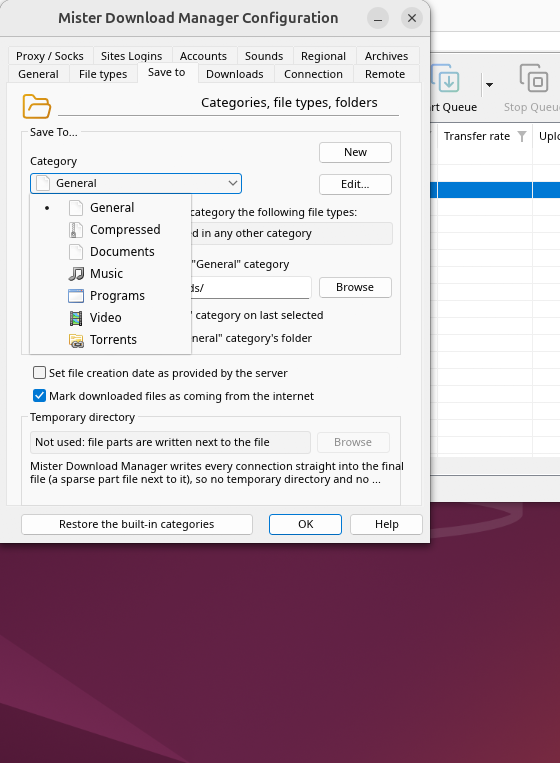 Mister Download Manager Configuration
Proxy / Socks
Sites Logins
Accounts
Sounds
Regional
Archives
General
File types
Save to
Downloads
Connection
Remote
Categories, file types, folders
Save To...
New
Category
General
Edit...
General
Compressed
Documents
Music
Programs
Video
Torrents
category the following file types:
in any other category
"General" category
Browse
category on last selected
category's folder
Set file creation date as provided by the server
Mark downloaded files as coming from the internet
Temporary directory
Not used: file parts are written next to the file
Browse
Mister Download Manager writes every connection straight into the final
file (a sparse part file next to it), so no temporary directory and no ...
Restore the built-in categories
OK
Help
Queue
Stop
Transfer rate